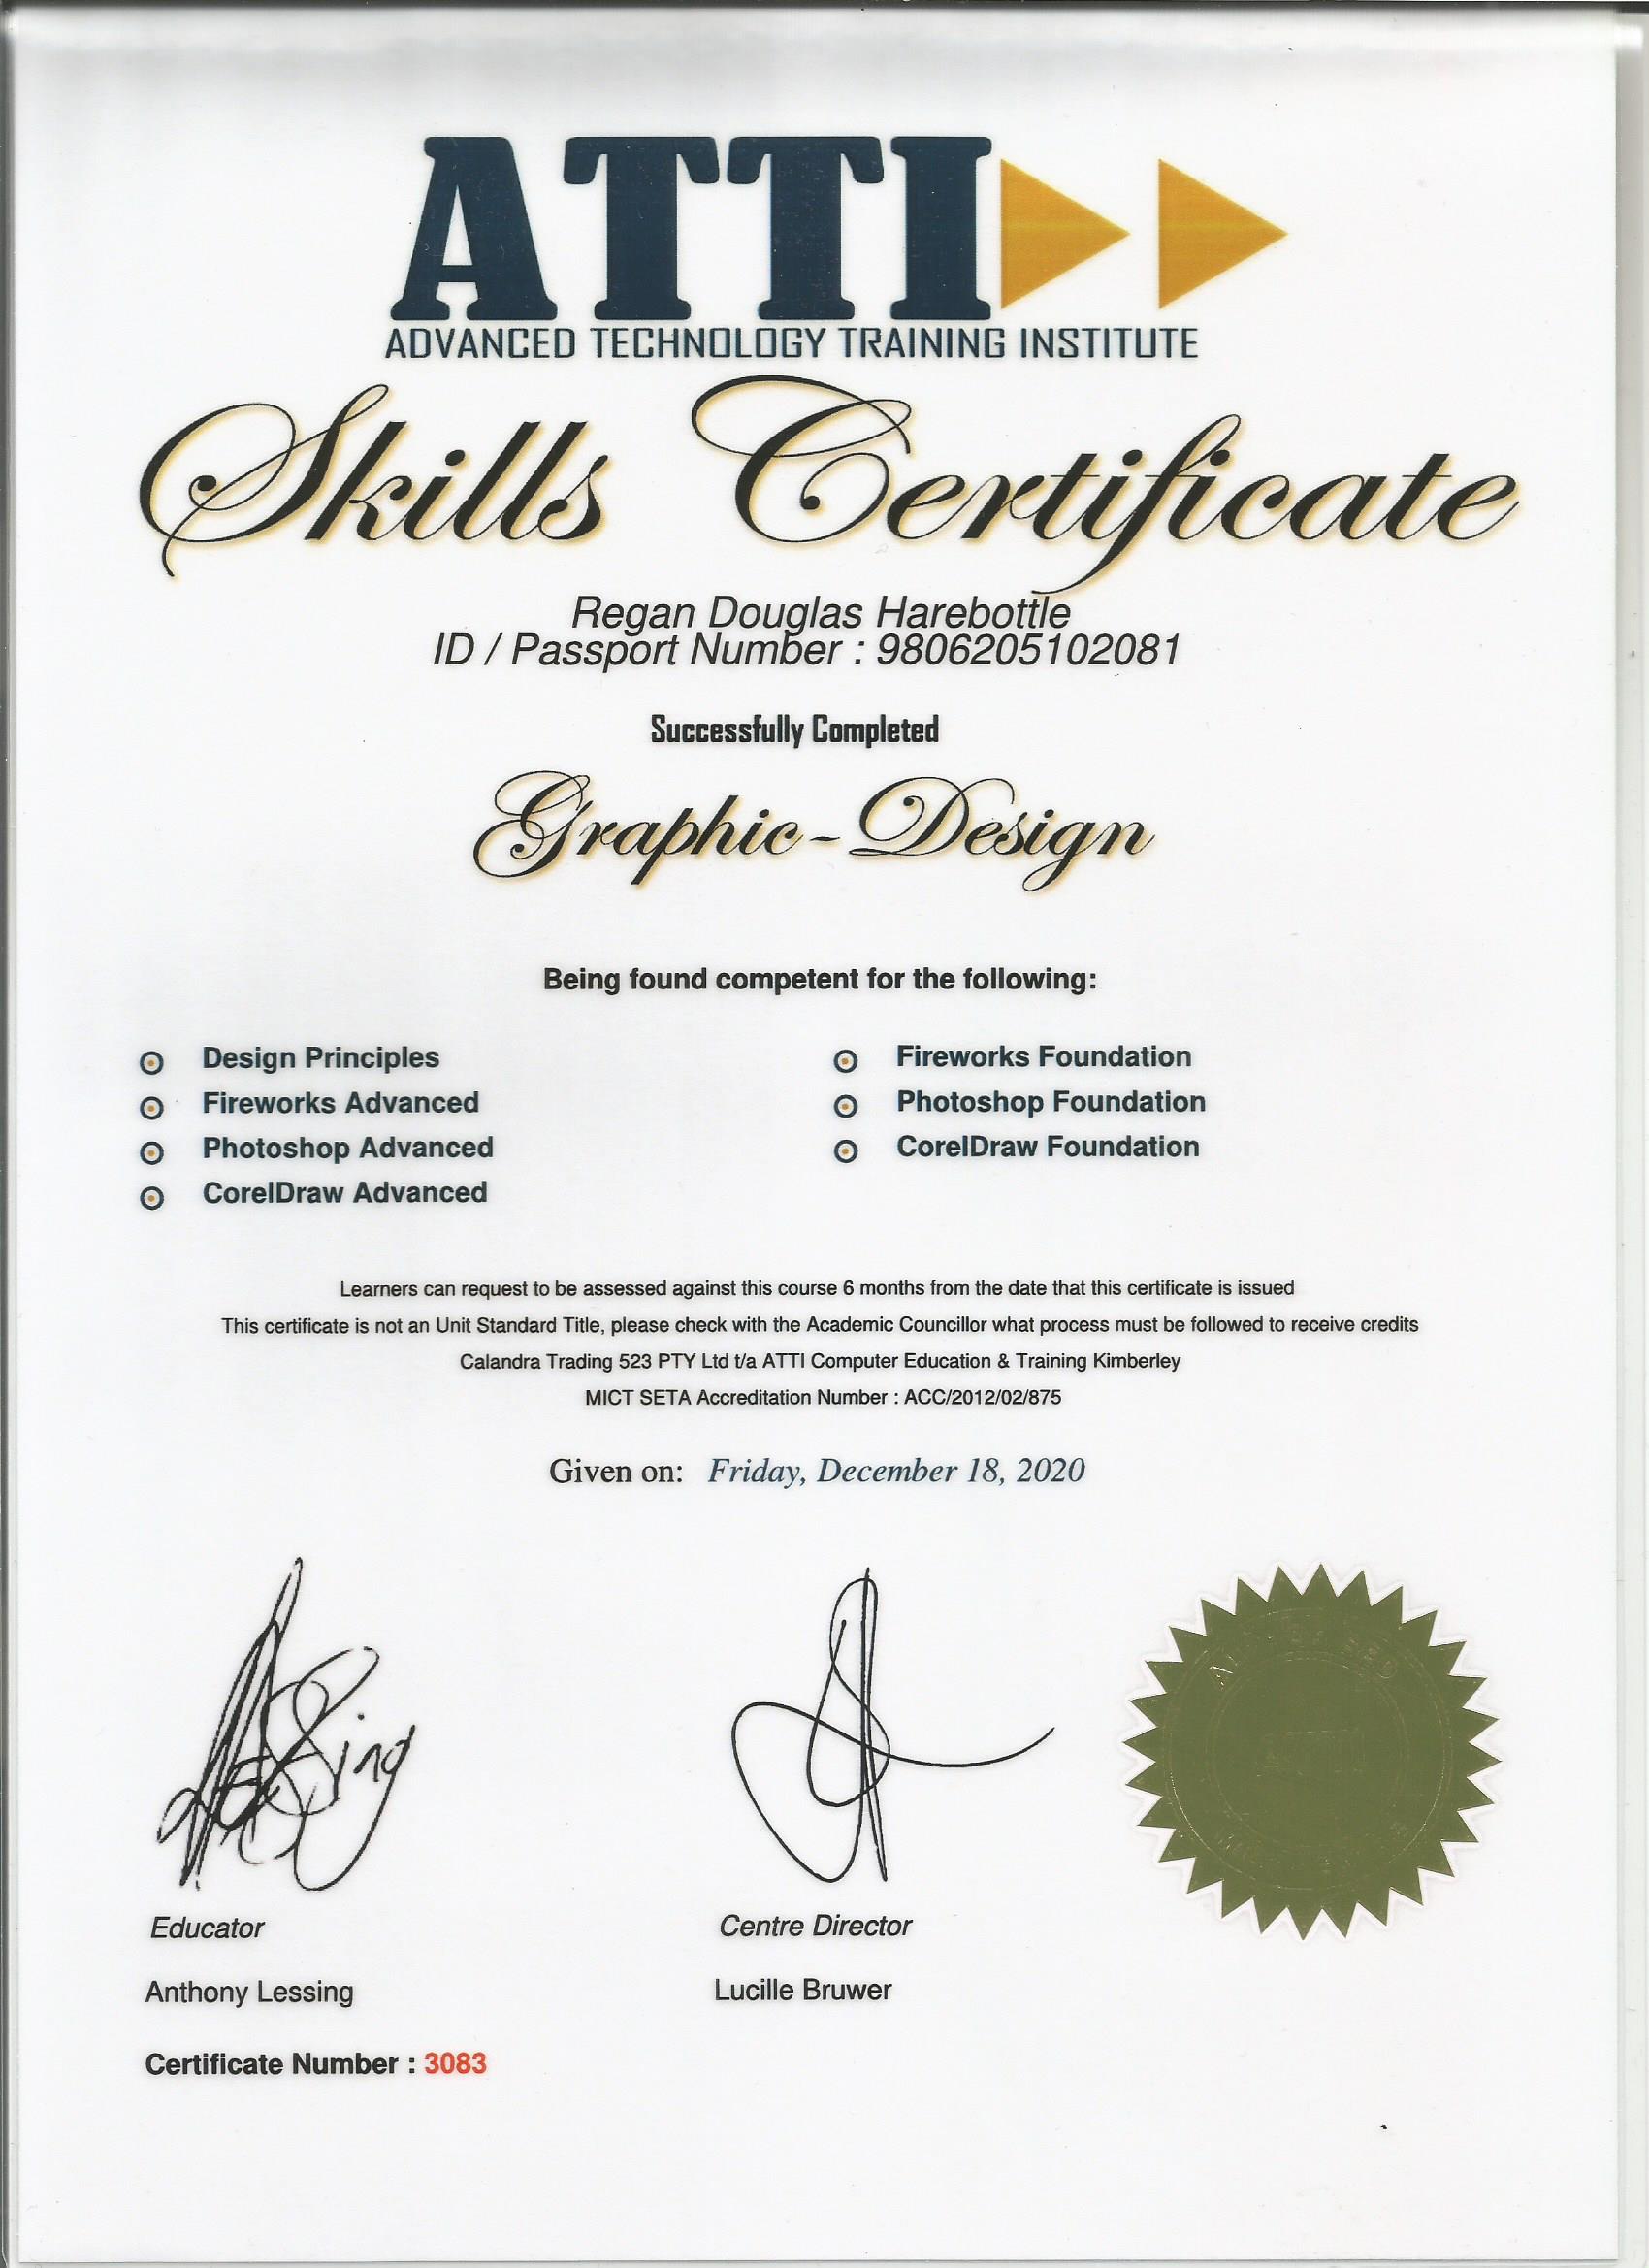 ATTI
ADVANCED TECHNOLOGY TRAINING INSTITUTE
Skills Certificate
Regan Douglas Harebottle
ID / Passport Number : 9806205102081
Successfully Completed
Graphic-Design
Being found competent for the following:
Design Principles
Fireworks Advanced
Photoshop Advanced
CorelDraw Advanced
Fireworks Foundation
Photoshop Foundation
CorelDraw Foundation
Learners can request to be assessed against this course 6 months from the date that this certificate is issued
This certificate is not an Unit Standard Title, please check with the Academic Councillor what process must be followed to receive credits
Calandra Trading 523 PTY Ltd t/a ATTI Computer Education & Training Kimberley
MICT SETA Accreditation Number : ACC/2012/02/875
Given on: Friday, December 18, 2020
Educator
Anthony Lessing
Centre Director
Lucille Bruwer
Certificate Number : 3083